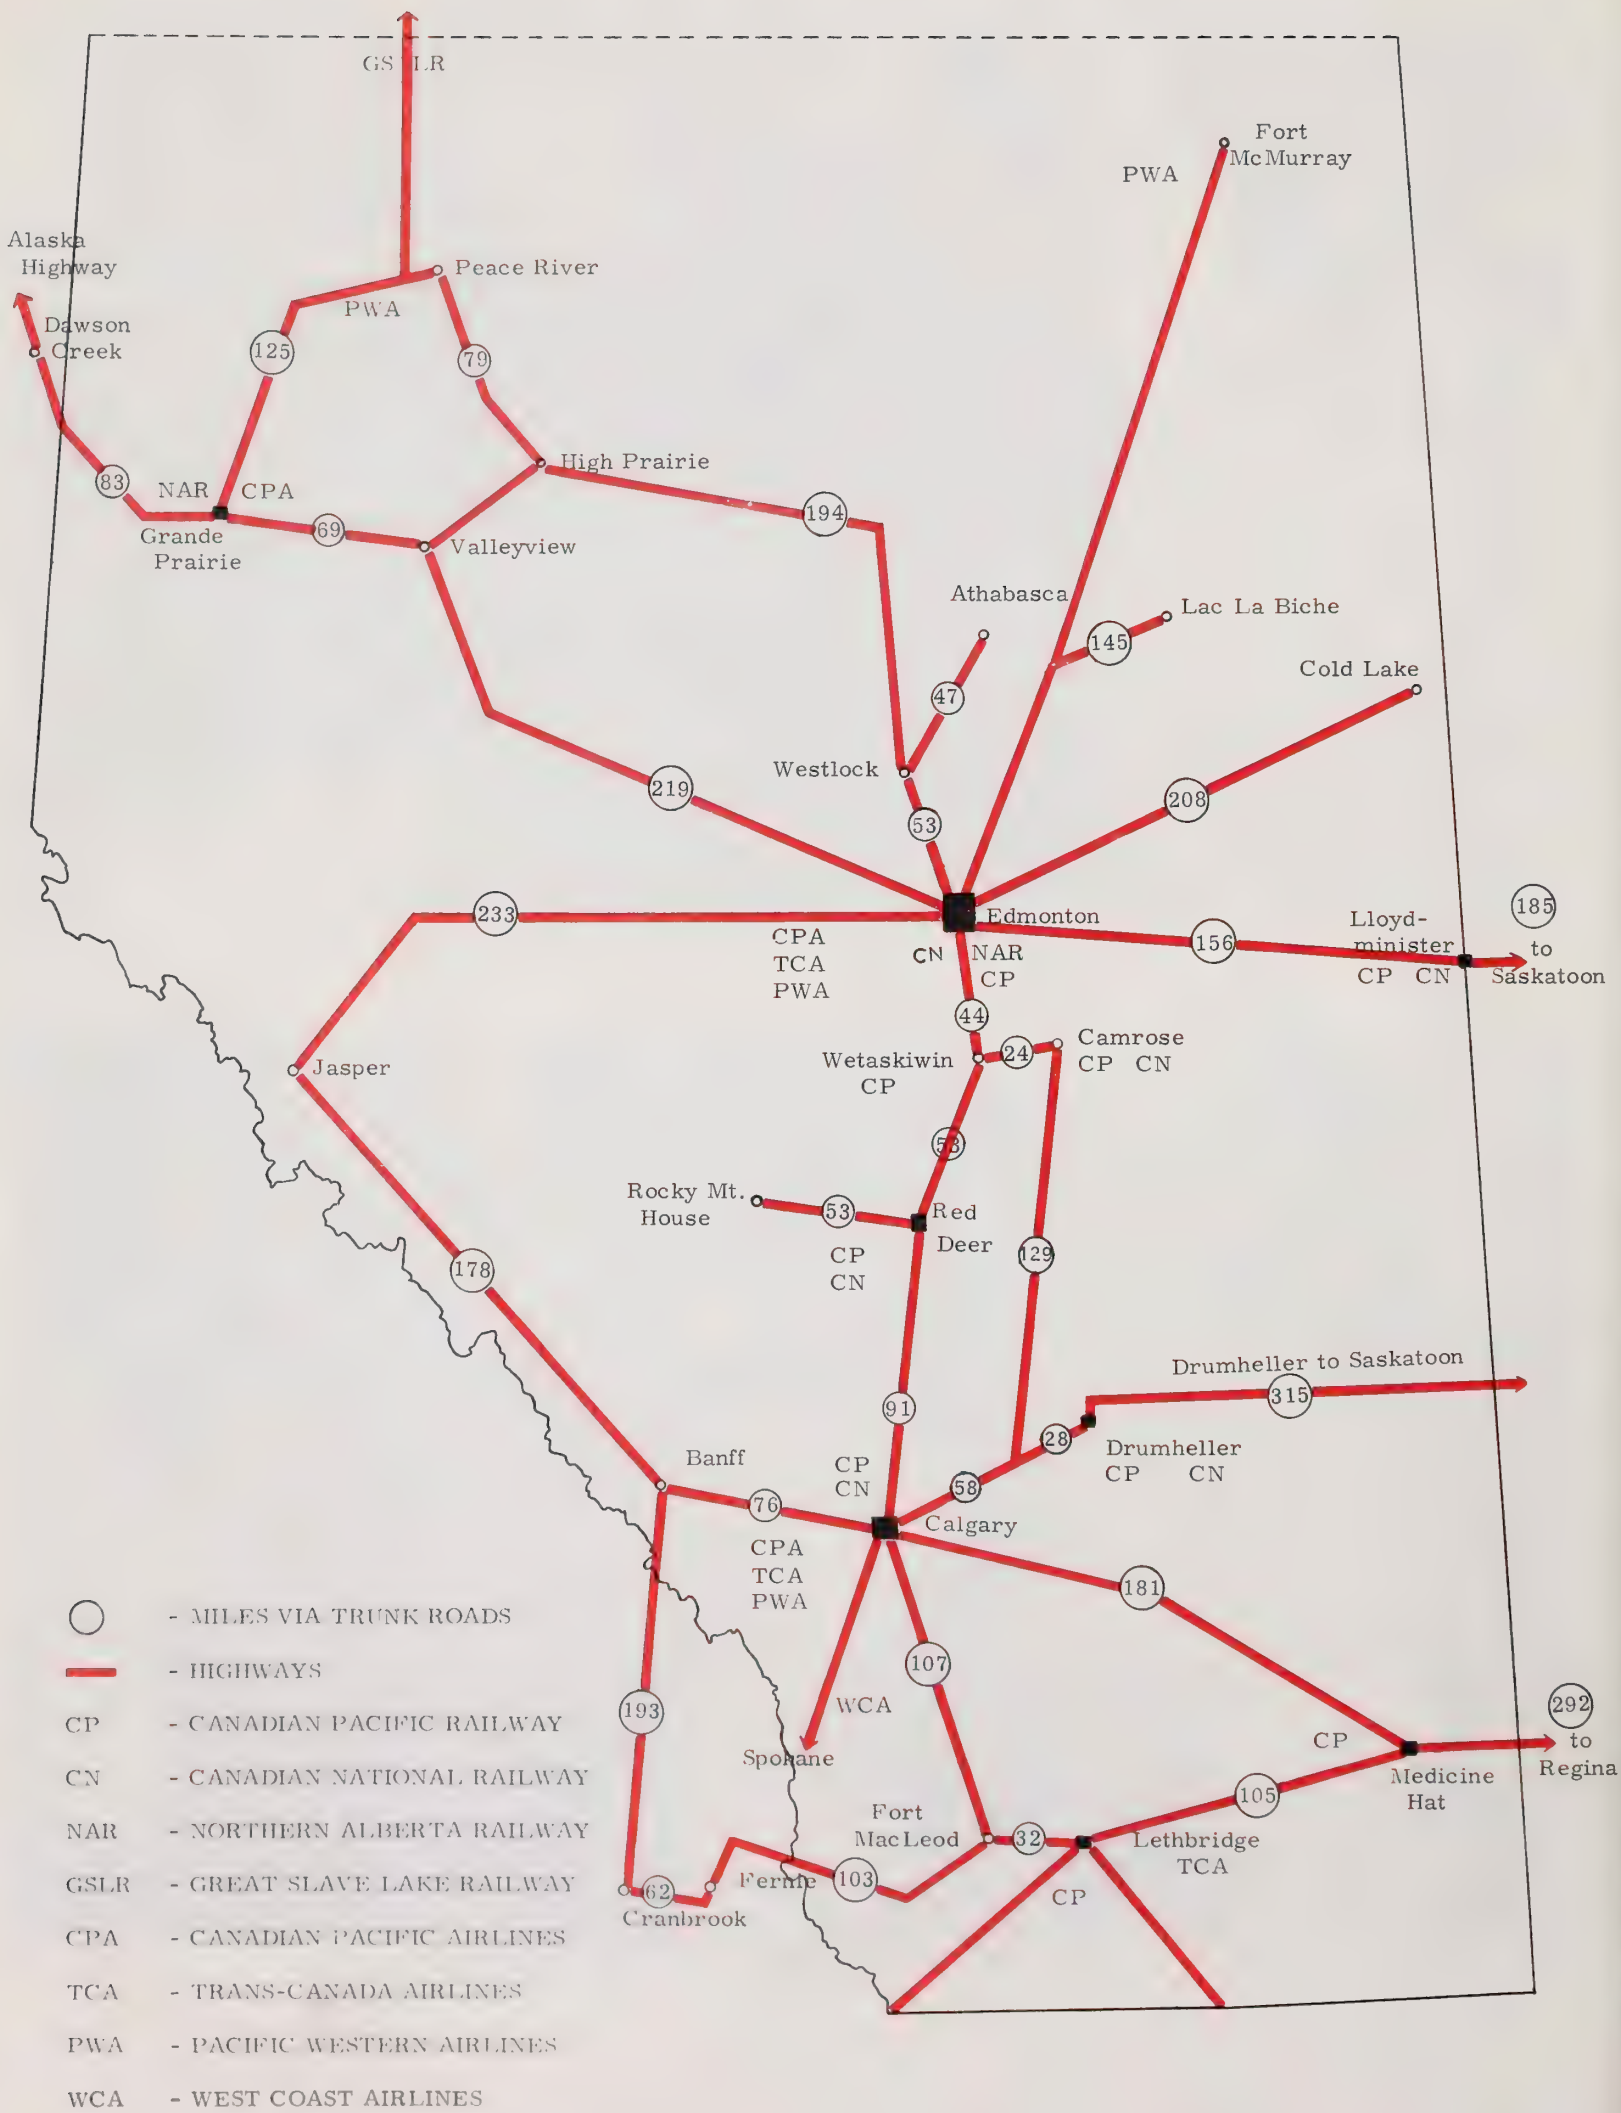 GSLR
Fort
McMurray
PWA
Alaska
Highway
Peace River
PWA
Dawson
Creek
125
79
High Prairie
83
NAR CPA
194
69
Grande
Prairie
Valleyview
Athabasca
Lac La Biche
145
Cold Lake
47
Westlock
219
208
53
233
Edmonton
185
Lloyd-
minister
to
Saskatoon
CP CN
156
CPA
TCA
PWA
CN NAR
CP
44
Camrose
CP CN
24
Wetaskiwin
CP
Jasper
53
Rocky Mt.
House
53
Red
Deer
CP
CN
129
178
Drumheller to Saskatoon
315
91
28
Drumheller
CP CN
Banff
CP
CN
58
76
Calgary
CPA
TCA
PWA
181
107
193
WCA
Spokane
292
to
Regina
CP
Medicine
Hat
105
Fort
MacLeod
32
Lethbridge
TCA
CP
Fernie
103
62
Cranbrook
- MILES VIA TRUNK ROADS
- HIGHWAYS
CP - CANADIAN PACIFIC RAILWAY
CN - CANADIAN NATIONAL RAILWAY
NAR - NORTHERN ALBERTA RAILWAY
GSLR - GREAT SLAVE LAKE RAILWAY
CPA - CANADIAN PACIFIC AIRLINES
TCA - TRANS-CANADA AIRLINES
PWA - PACIFIC WESTERN AIRLINES
WCA - WEST COAST AIRLINES